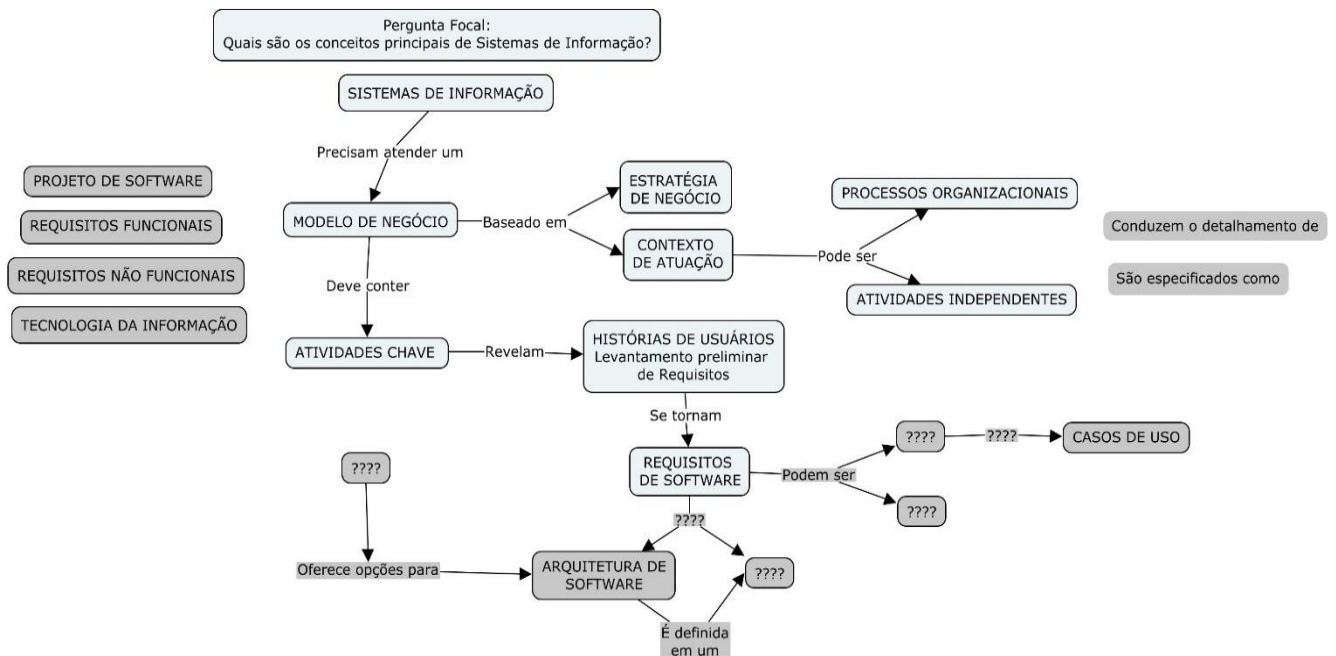 Pergunta Focal:
Quais são os conceitos principais de Sistemas de Informação?
SISTEMAS DE INFORMAÇÃO
Precisam atender um
PROJETO DE SOFTWARE
REQUISITOS FUNCIONAIS
REQUISITOS NÃO FUNCIONAIS
TECNOLOGIA DA INFORMAÇÃO
MODELO DE NEGÓCIO
Baseado em
ESTRATÉGIA
DE NEGÓCIO
CONTEXTO
DE ATUAÇÃO
Pode ser
PROCESSOS ORGANIZACIONAIS
ATIVIDADES INDEPENDENTES
Conduzem o detalhamento de
São especificados como
Deve conter
ATIVIDADES CHAVE
Revelam
HISTÓRIAS DE USUÁRIOS
Levantamento preliminar
de Requisitos
Se tornam
REQUISITOS
DE SOFTWARE
Podem ser
????
????
CASOS DE USO
????
????
????
Oferece opções para
ARQUITETURA DE
SOFTWARE
????
É definida
em um